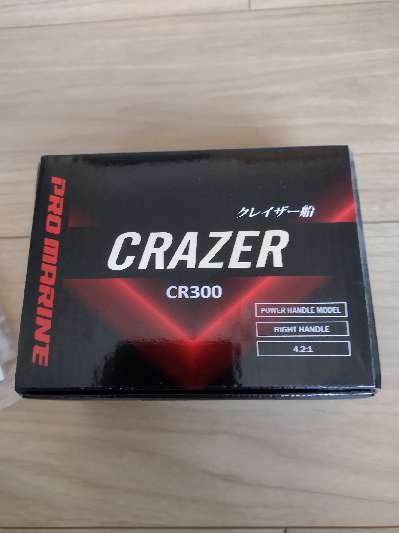 PRO MARINE
クレイザー船
CRAZER
CR300
POWER HANDLE MODEL
RIGHT HANDLE
4.2:1